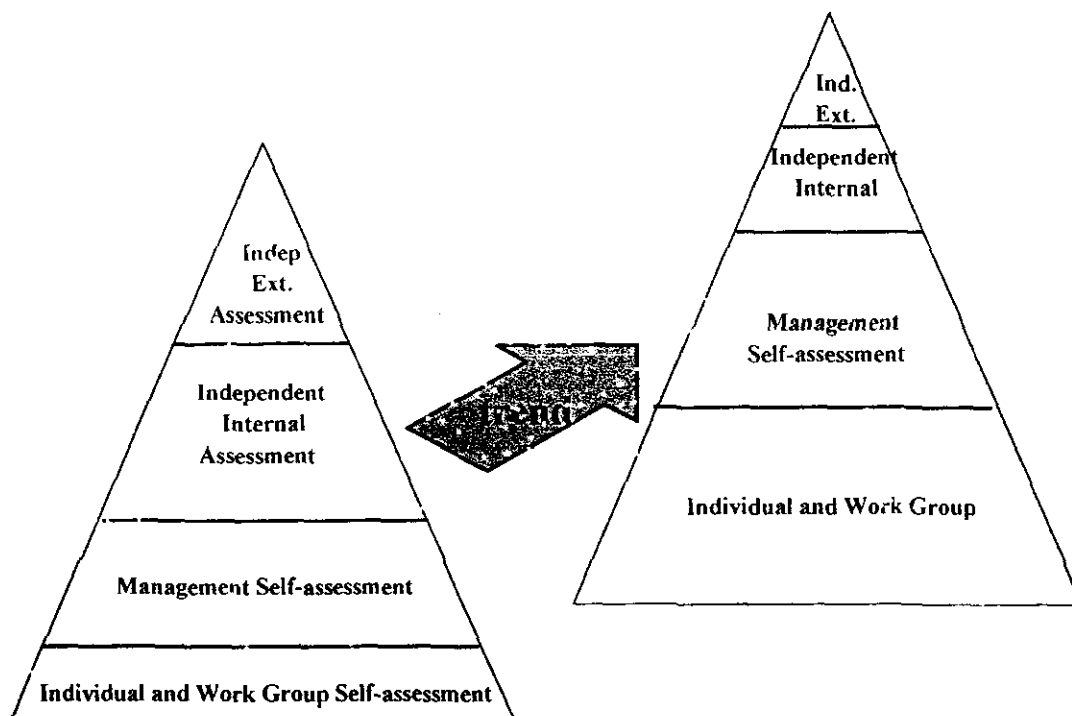 Indep
Ext.
Assessment
Independent
Internal
Assessment
Management Self-assessment
Individual and Work Group Self-assessment
Trend
Ind.
Ext.
Independent
Internal
Management
Self-assessment
Individual and Work Group